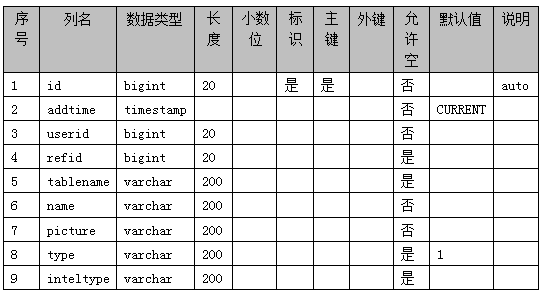 序号 列名 数据类型 长度 小数位 标识 主键 外键 允许空 默认值 说明
1 id bigint 20 是 是 否 auto
2 addtime timestamp 否 CURRENT
3 userid bigint 20 否
4 refid bigint 20 是
5 tablename varchar 200 是
6 name varchar 200 否
7 picture varchar 200 否
8 type varchar 200 是 1
9 inteltype varchar 200 是